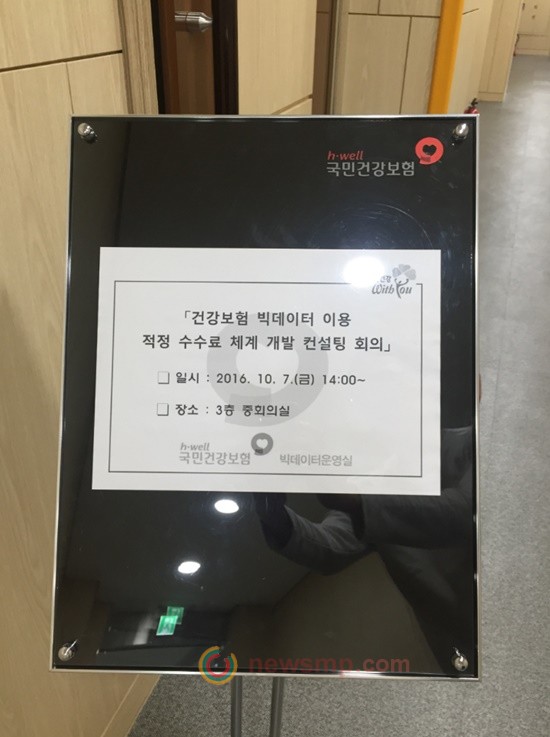 h·well
국민건강보험
With You
「건강보험 빅데이터 이용
적정 수수료 체계 개발 컨설팅 회의」
❑ 일시 : 2016. 10. 7.(금) 14:00~
❑ 장소 : 3층 중회의실
h·well
국민건강보험 빅데이터운영실
newsmp.com